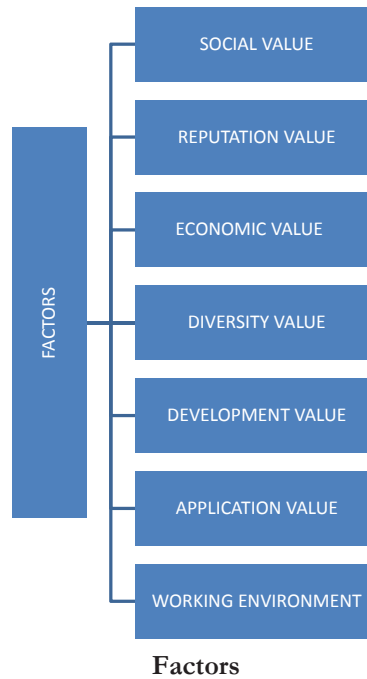 SOCIAL VALUE
REPUTATION VALUE
ECONOMIC VALUE
FACTORS
DIVERSITY VALUE
DEVELOPMENT VALUE
APPLICATION VALUE
WORKING ENVIRONMENT
Factors